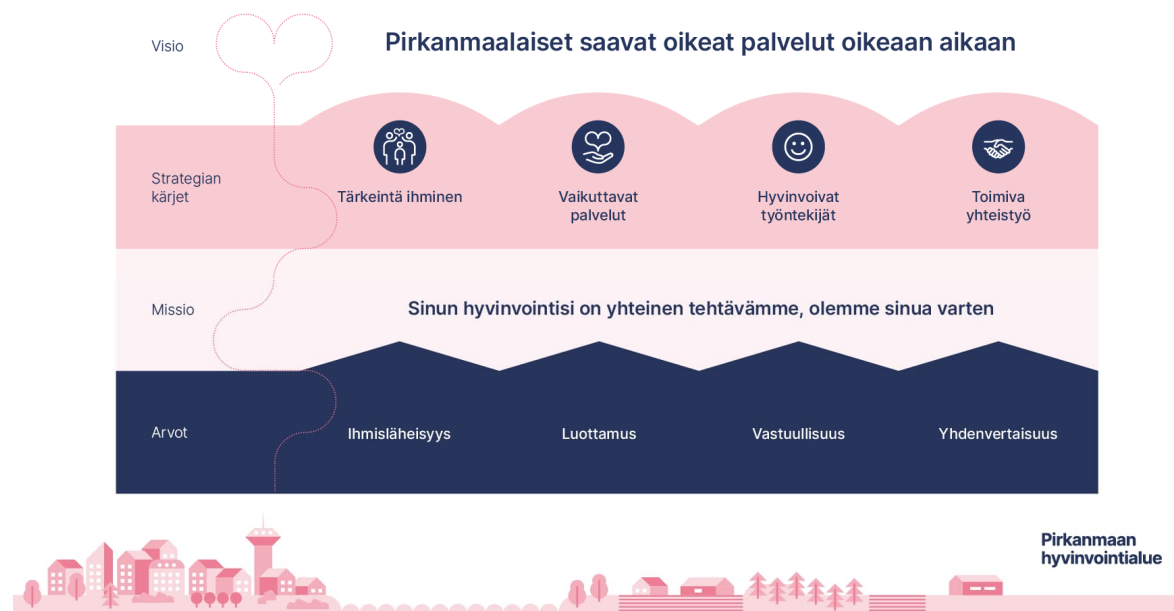 Visio
Pirkanmaalaiset saavat oikeat palvelut oikeaan aikaan
Strategian
kärjet
Tärkeintä ihminen
Vaikuttavat
palvelut
Hyvinvoivat
työntekijät
Toimiva
yhteistyö
Missio
Sinun hyvinvointisi on yhteinen tehtävämme, olemme sinua varten
Arvot
Ihmisläheisyys
Luottamus
Vastuullisuus
Yhdenvertaisuus
Pirkanmaan
hyvinvointialue